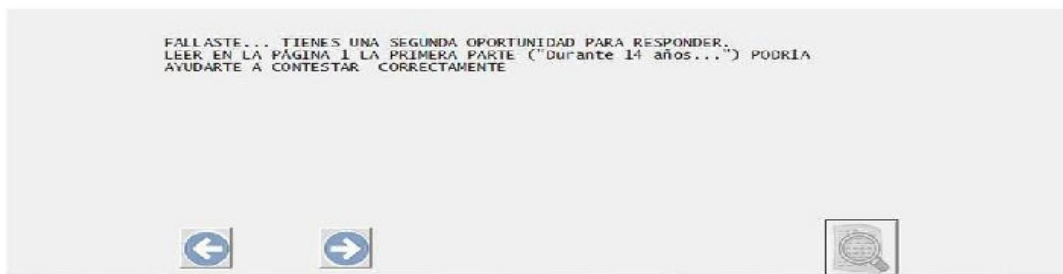 FALLASTE... TIENES UNA SEGUNDA OPORTUNIDAD PARA RESPONDER.
LEER EN LA PÁGINA 1 LA PRIMERA PARTE ("Durante 14 años...") PODRÍA
AYUDARTE A CONTESTAR CORRECTAMENTE